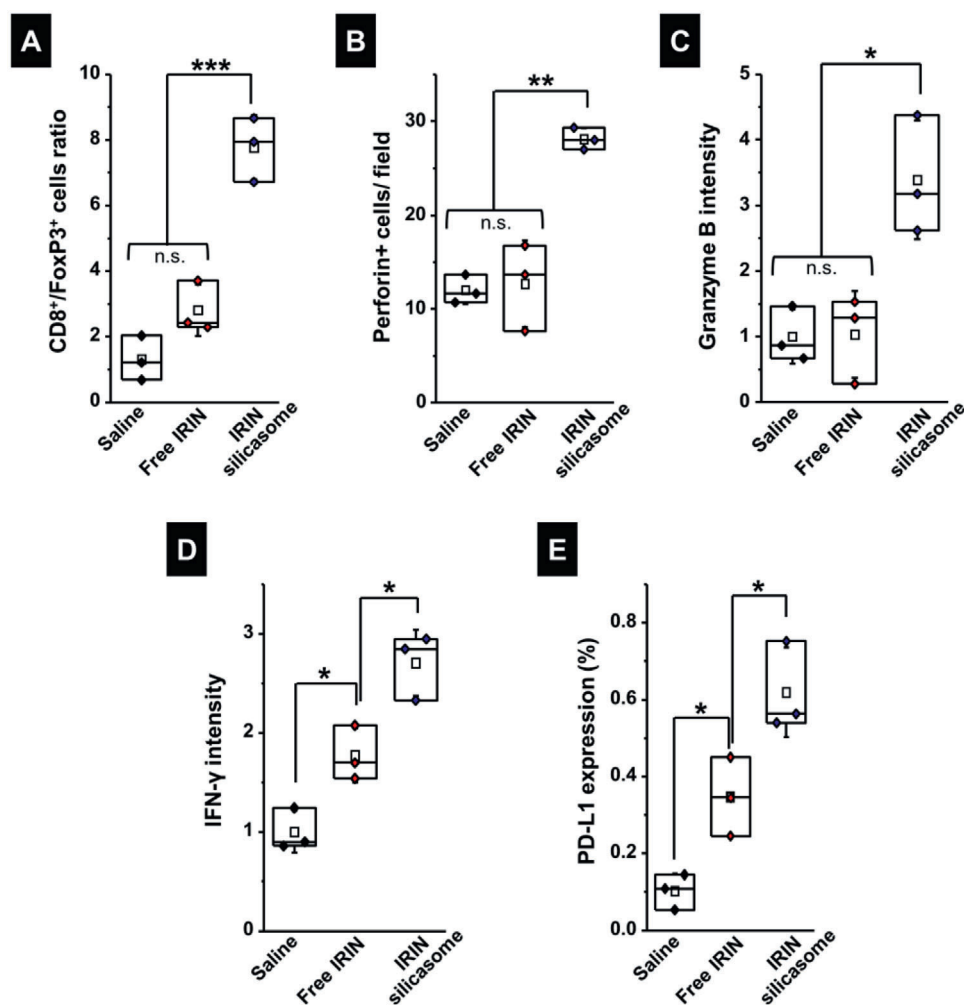 A
CD8⁺/FoxP3⁺ cells ratio
10
8
6
4
2
0
***
n.s.
Saline
Free IRIN
IRIN
silicasome
B
Perforin+ cells/ field
30
20
10
0
**
n.s.
Saline
Free IRIN
IRIN
silicasome
C
Granzyme B intensity
5
4
3
2
1
0
*
n.s.
Saline
Free IRIN
IRIN
silicasome
D
IFN-γ intensity
3
2
1
0
*
*
Saline
Free IRIN
IRIN
silicasome
E
PD-L1 expression (%)
0.8
0.6
0.4
0.2
0.0
*
*
Saline
Free IRIN
IRIN
silicasome